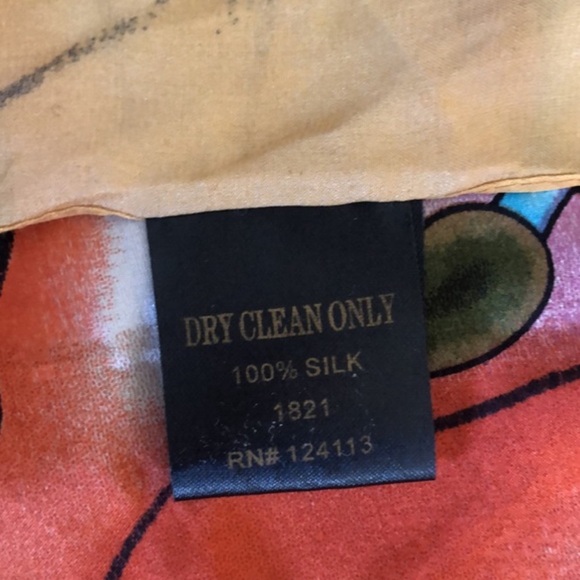 DRY CLEAN ONLY
100% SILK
1821
RN# 124113